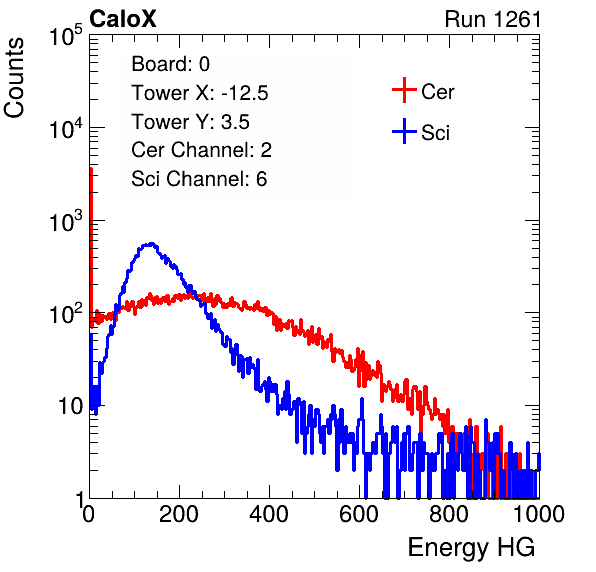 CaloX Run 1261
Counts
Board: 0
Tower X: -12.5
Tower Y: 3.5
Cer Channel: 2
Sci Channel: 6
Cer
Sci
10^5
10^4
10^3
10^2
10
1
0 200 400 600 800 1000
Energy HG